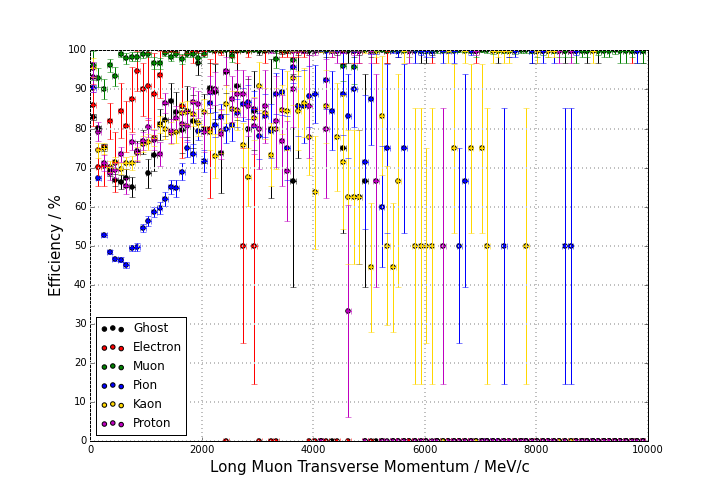 100
90
80
70
60
50
40
30
20
10
0
Efficiency / %
Ghost
Electron
Muon
Pion
Kaon
Proton
0 2000 4000 6000 8000 10000
Long Muon Transverse Momentum / MeV/c